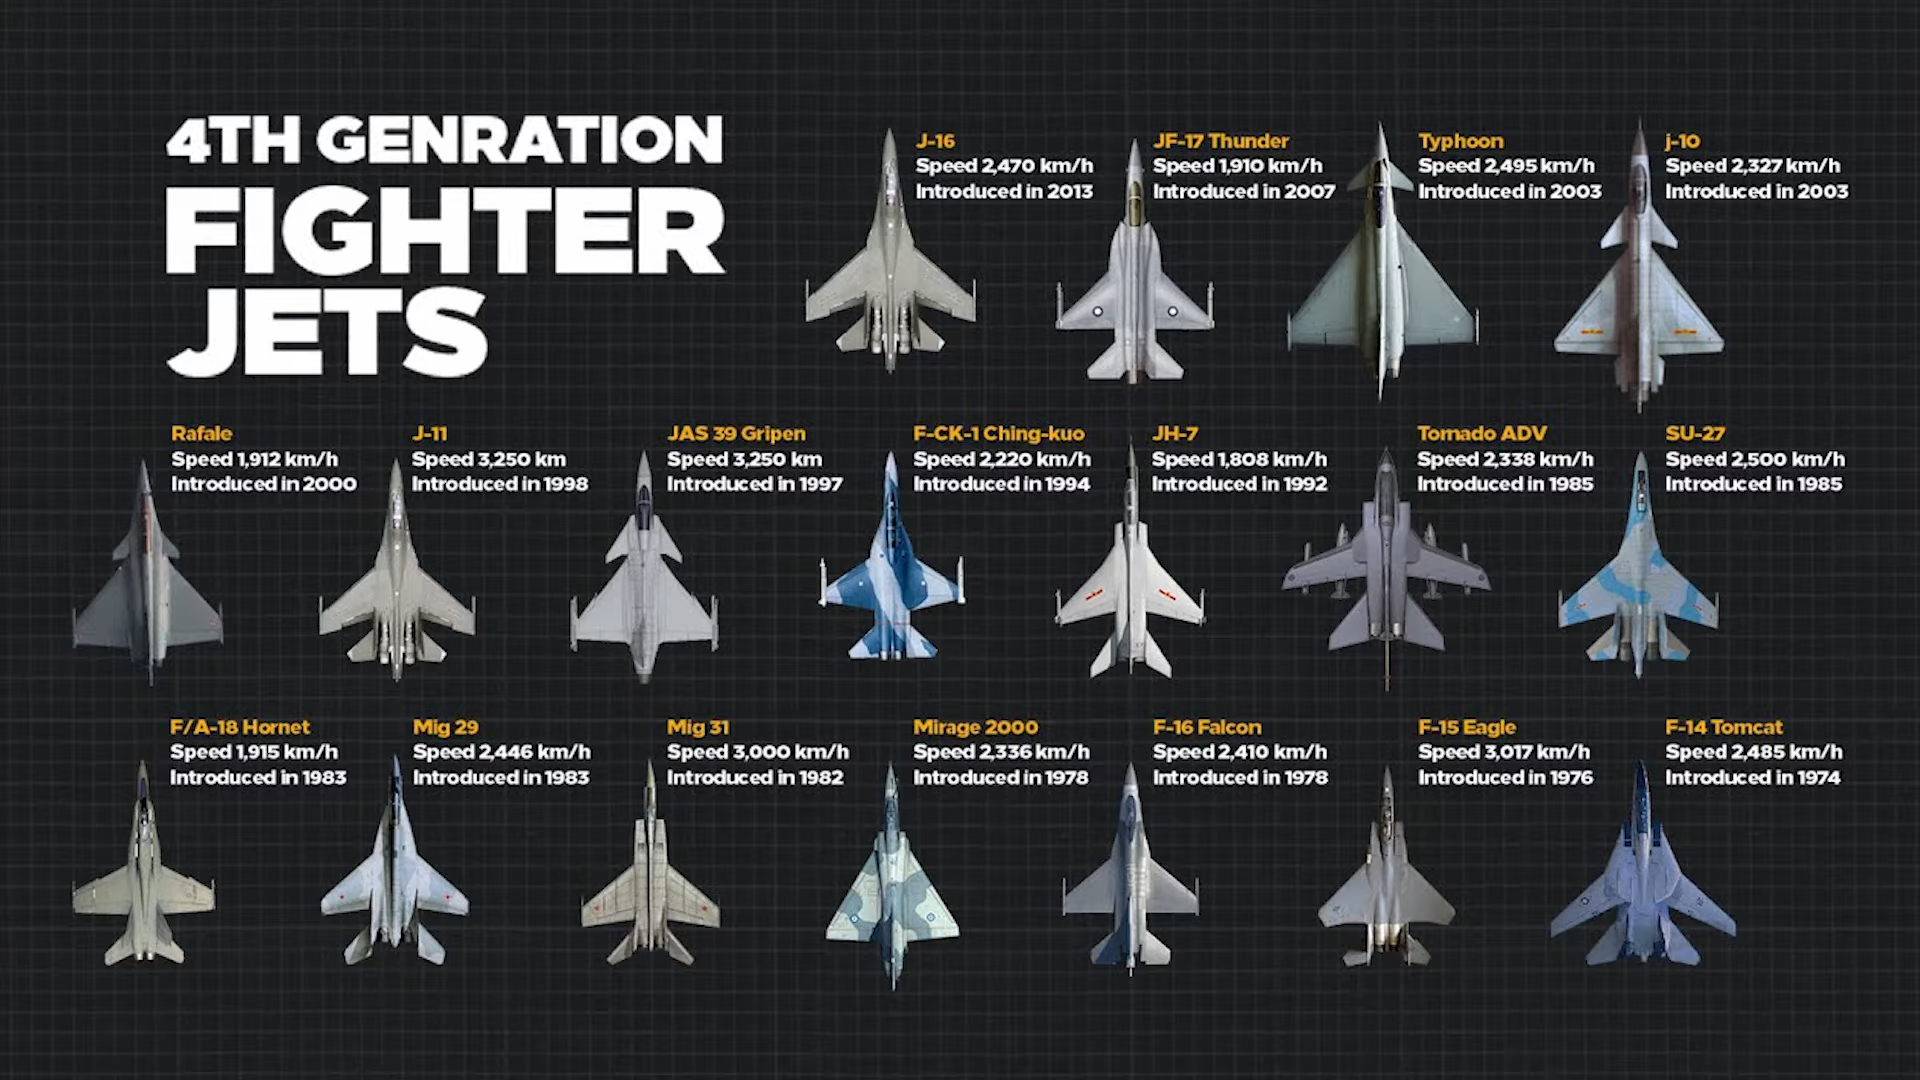 4TH GENRATION
FIGHTER
JETS
J-16
Speed 2,470 km/h
Introduced in 2013
JF-17 Thunder
Speed 1,910 km/h
Introduced in 2007
Typhoon
Speed 2,495 km/h
Introduced in 2003
j-10
Speed 2,327 km/h
Introduced in 2003
Rafale
Speed 1,912 km/h
Introduced in 2000
J-11
Speed 3,250 km
Introduced in 1998
JAS 39 Gripen
Speed 3,250 km
Introduced in 1997
F-CK-1 Ching-kuo
Speed 2,220 km/h
Introduced in 1994
JH-7
Speed 1,808 km/h
Introduced in 1992
Tornado ADV
Speed 2,338 km/h
Introduced in 1985
SU-27
Speed 2,500 km/h
Introduced in 1985
F/A-18 Hornet
Speed 1,915 km/h
Introduced in 1983
Mig 29
Speed 2,446 km/h
Introduced in 1983
Mig 31
Speed 3,000 km/h
Introduced in 1982
Mirage 2000
Speed 2,336 km/h
Introduced in 1978
F-16 Falcon
Speed 2,410 km/h
Introduced in 1978
F-15 Eagle
Speed 3,017 km/h
Introduced in 1976
F-14 Tomcat
Speed 2,485 km/h
Introduced in 1974